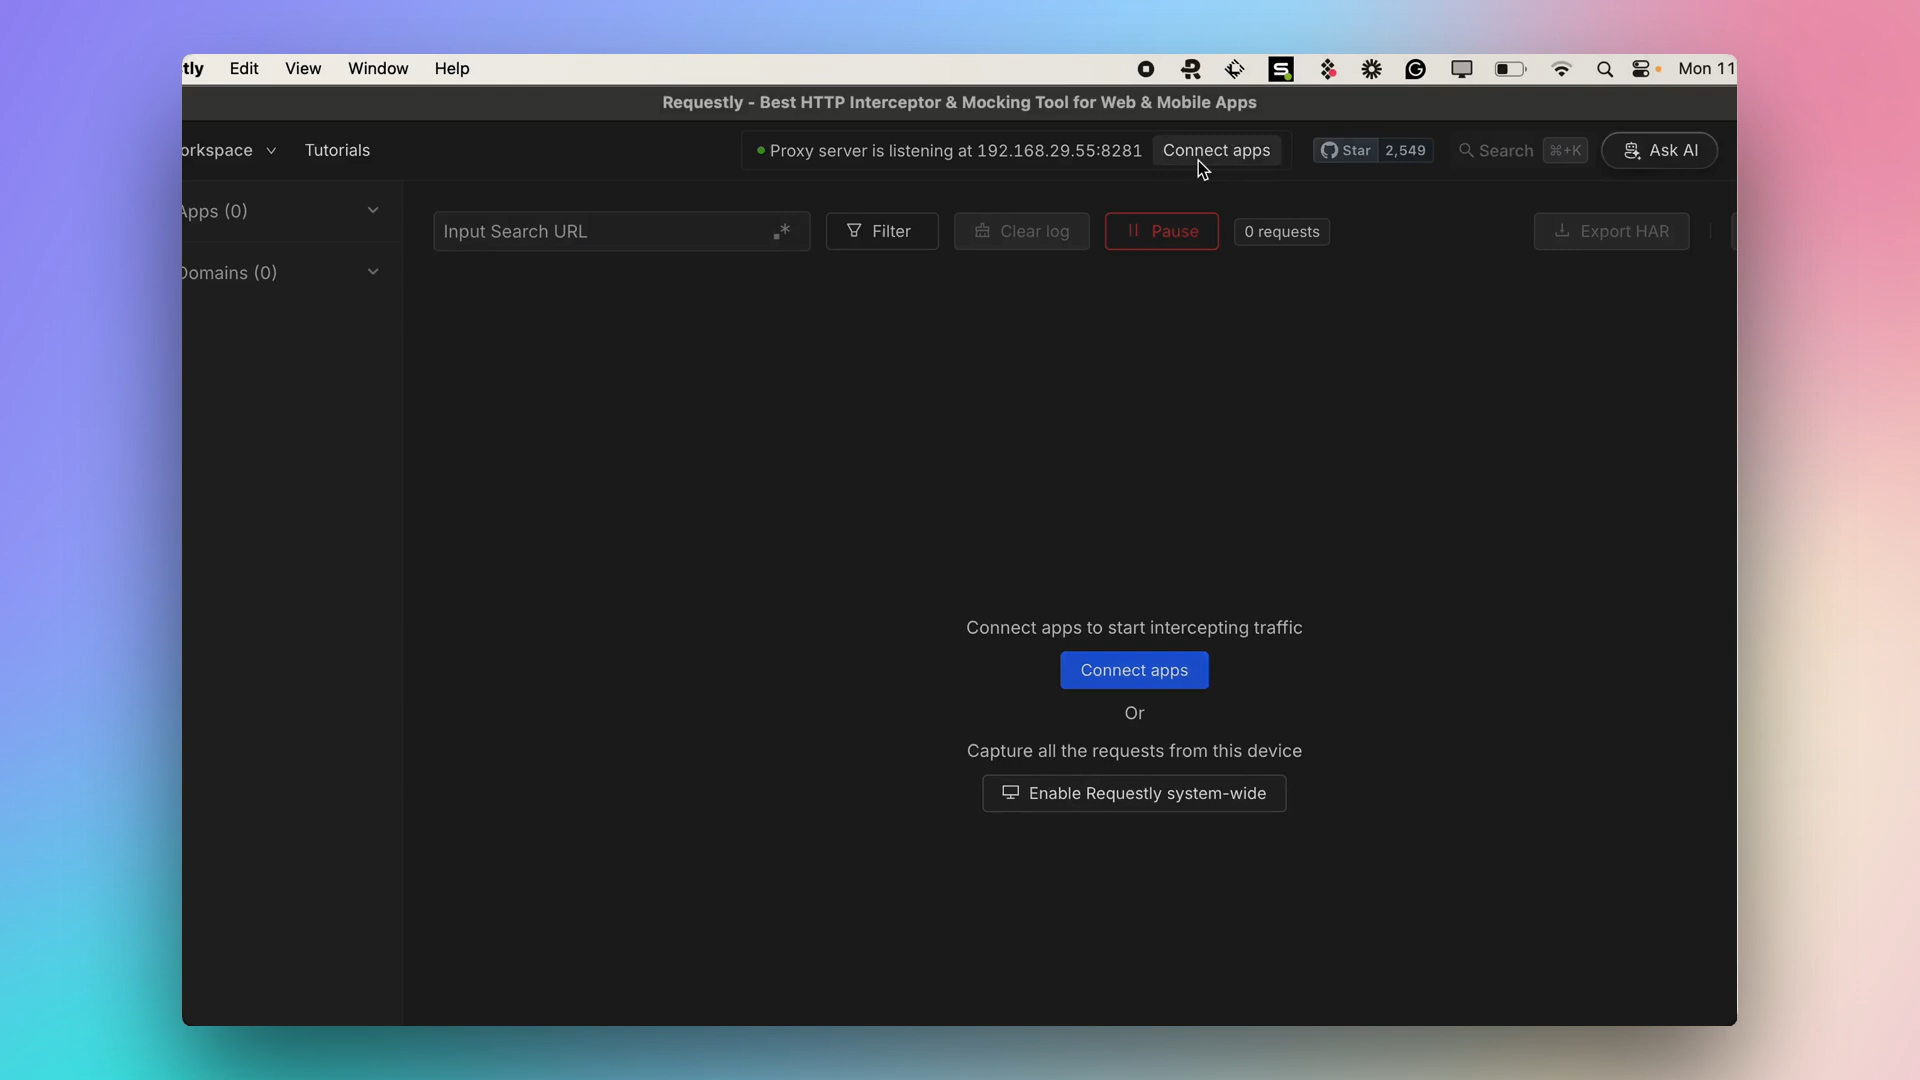 tly Edit View Window Help Mon 11
Requestly - Best HTTP Interceptor & Mocking Tool for Web & Mobile Apps
orkspace Tutorials Proxy server is listening at 192.168.29.55:8281 Connect apps Star 2,549 Search ⌘+K Ask AI
Apps (0)
Input Search URL .* Filter Clear log Pause 0 requests Export HAR
Domains (0)
Connect apps to start intercepting traffic
Connect apps
Or
Capture all the requests from this device
Enable Requestly system-wide